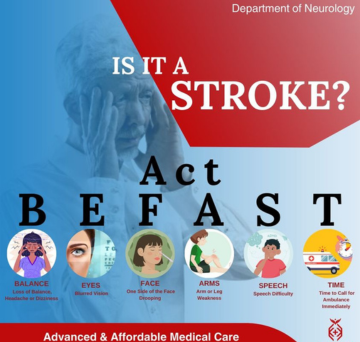 Department of Neurology
IS IT A
STROKE?
Act
B E F A S T
BALANCE
Loss of Balance,
Headache or Dizziness
EYES
Blurred Vision
FACE
One Side of the Face
Drooping
ARMS
Arm or Leg
Weakness
SPEECH
Speech Difficulty
TIME
Time to Call for
Ambulance
Immediately
Advanced & Affordable Medical Care